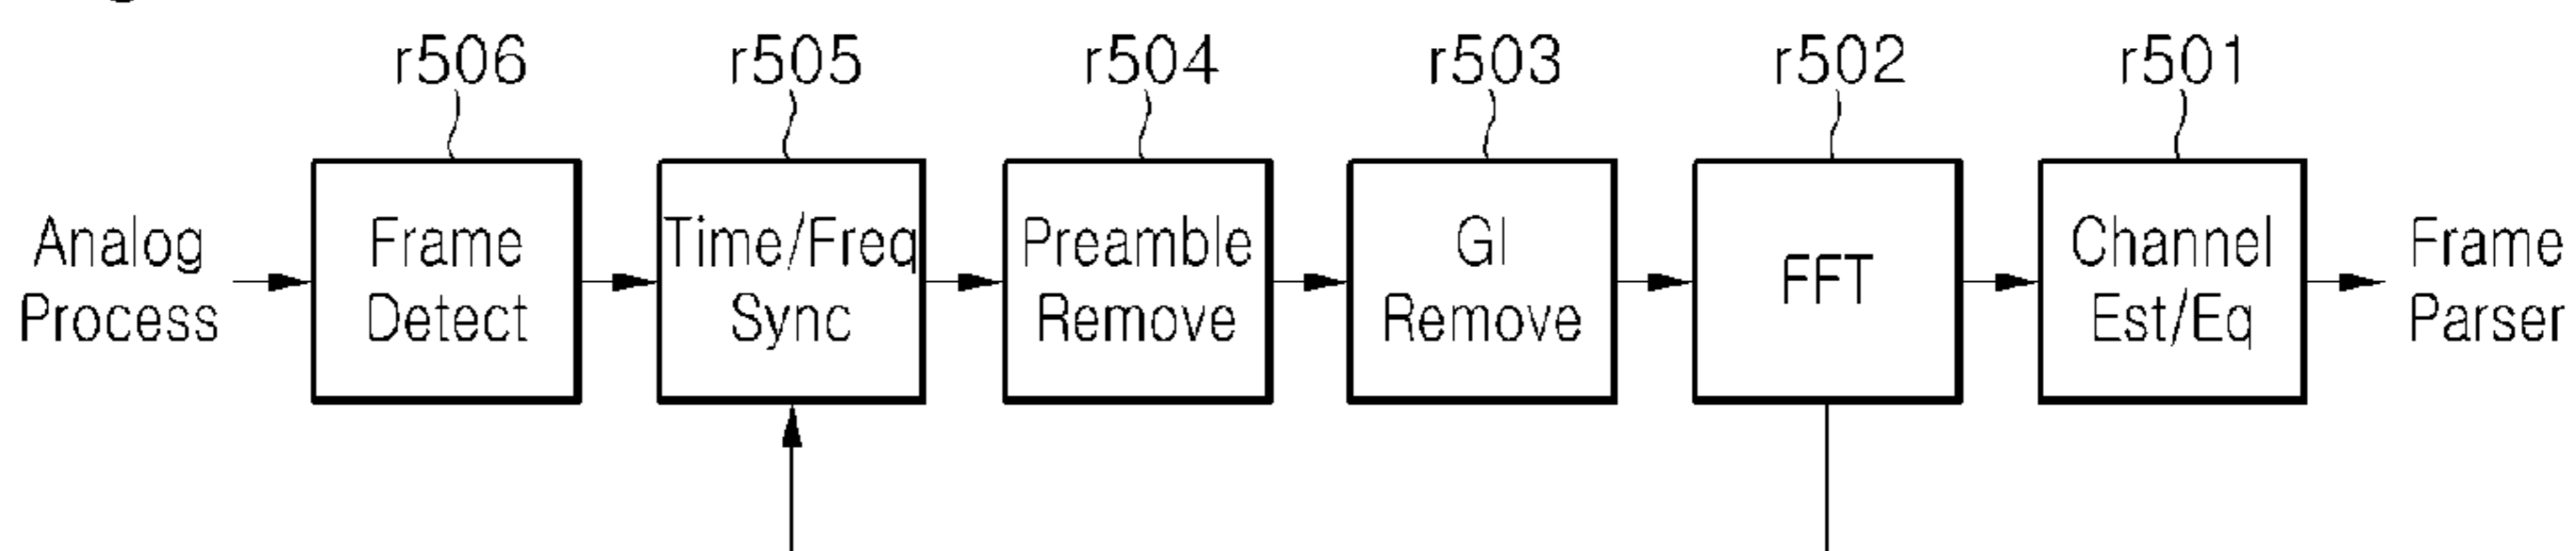 r506
r505
r504
r503
r502
r501
Analog
Process
Frame
Detect
Time/Freq
Sync
Preamble
Remove
GI
Remove
FFT
Channel
Est/Eq
Frame
Parser